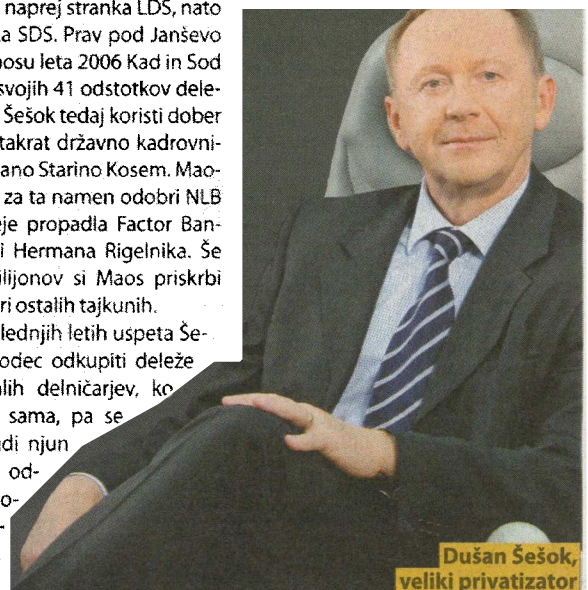 naprej stranka LDS, nato
a SDS. Prav pod Janševo
osu leta 2006 Kad in Sod
svojih 41 odstotkov dele-
Šešok tedaj koristi dober
takrat državno kadrovni-
ano Starino Kosem. Mao-
za ta namen odobri NLB
eje propadla Factor Ban-
i Hermana Rigelnika. Še
ilijonov si Maos priskrbi
ri ostalih tajkunih.
lednjih letih uspeta Še-
odec odkupiti deleže
alih delničarjev, ko
sama, pa se
di njun
od-
o-
Dušan Šešok,
veliki privatizator